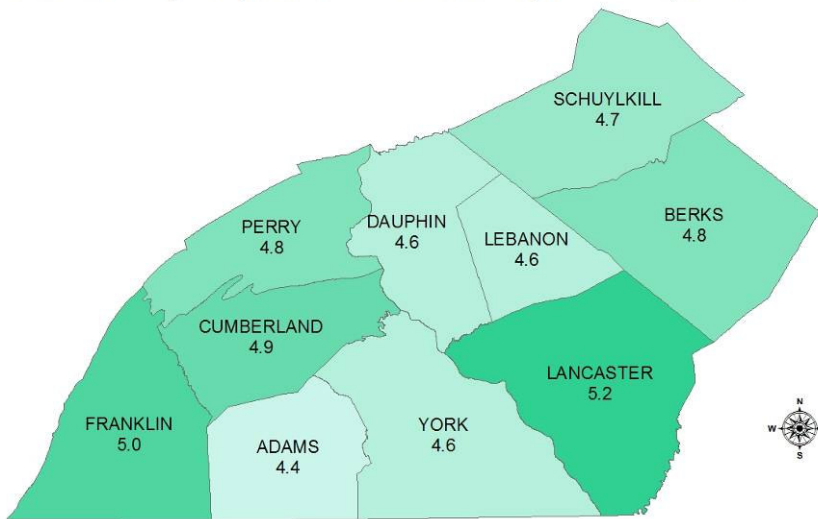 SCHUYLKILL
4.7
PERRY
4.8
DAUPHIN
4.6
LEBANON
4.6
BERKS
4.8
CUMBERLAND
4.9
LANCASTER
5.2
FRANKLIN
5.0
ADAMS
4.4
YORK
4.6
N
W
S